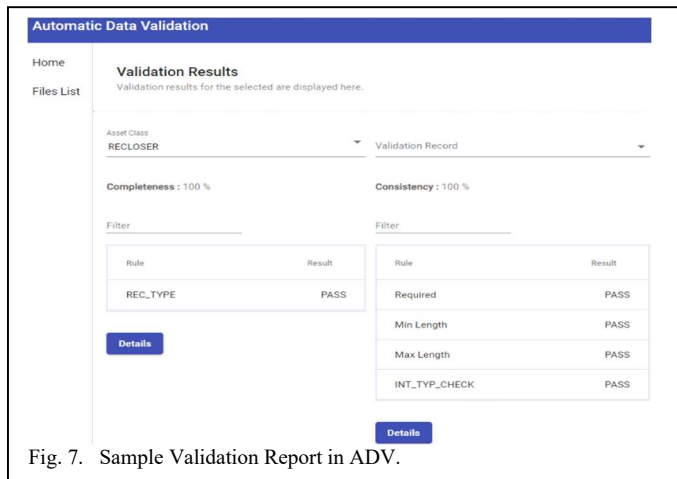 Automatic Data Validation
Home
Files List
Validation Results
Validation results for the selected are displayed here.
Asset Class
RECLOSER
Validation Record
Completeness : 100 %
Consistency : 100 %
Filter
Filter
Rule Result
REC_TYPE PASS
Details
Rule Result
Required PASS
Min Length PASS
Max Length PASS
INT_TYP_CHECK PASS
Details
Fig. 7. Sample Validation Report in ADV.